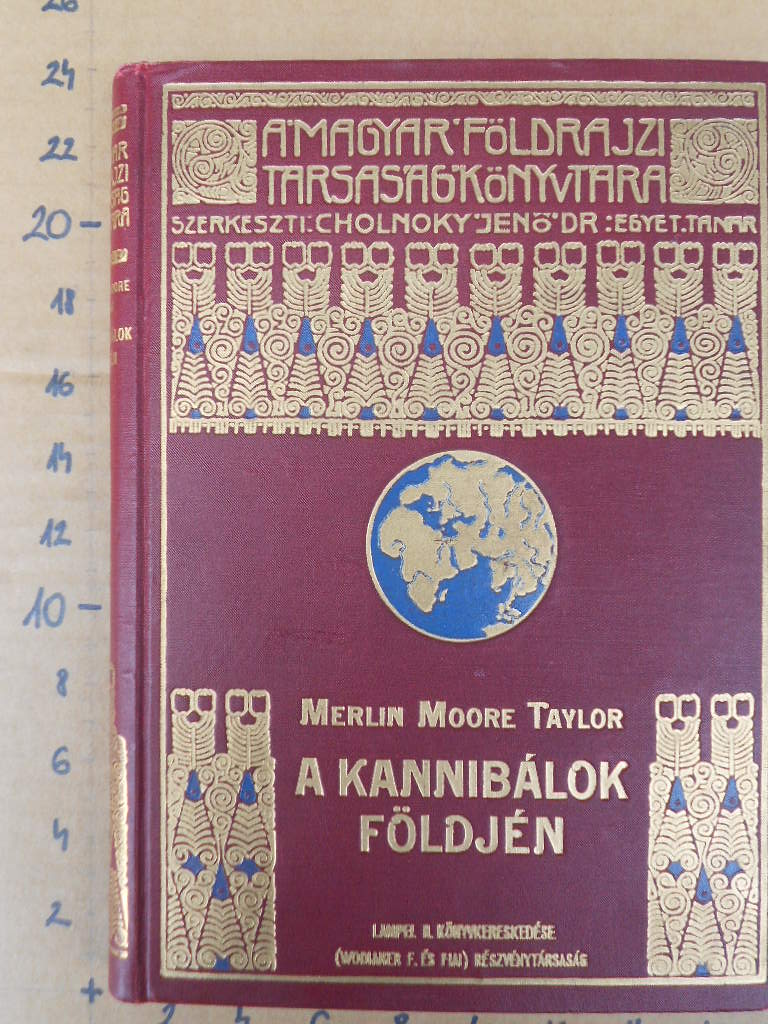 26
24
22
20
18
16
14
12
10
8
6
4
2
+
A MAGYAR FÖLDRAJZI
TÁRSASÁG KÖNYVTÁRA
SZERKESZTI: CHOLNOKY JENŐ DR: EGYET. TANÁR
MERLIN MOORE TAYLOR
A KANNIBÁLOK
FÖLDJÉN
LAMPEL R. KÖNYVKERESKEDÉSE
(WODIANER F. ÉS FIAI) RÉSZVÉNYTÁRSASÁG